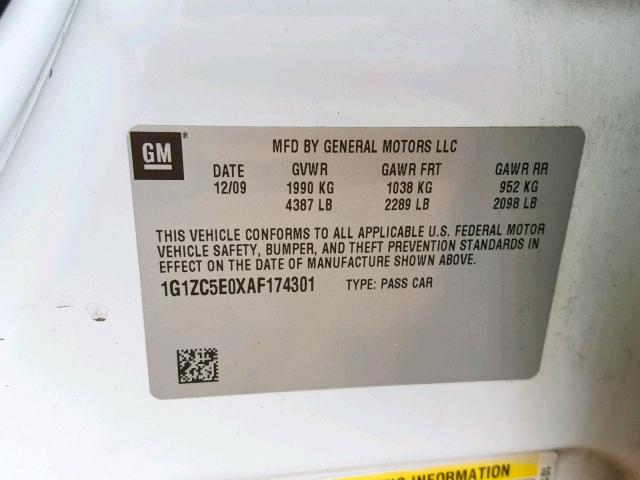 GM
MFD BY GENERAL MOTORS LLC
DATE GVWR GAWR FRT GAWR RR
12/09 1990 KG 1038 KG 952 KG
4387 LB 2289 LB 2098 LB
THIS VEHICLE CONFORMS TO ALL APPLICABLE U.S. FEDERAL MOTOR
VEHICLE SAFETY, BUMPER, AND THEFT PREVENTION STANDARDS IN
EFFECT ON THE DATE OF MANUFACTURE SHOWN ABOVE.
1G1ZC5E0XAF174301 TYPE: PASS CAR
INFORMATION